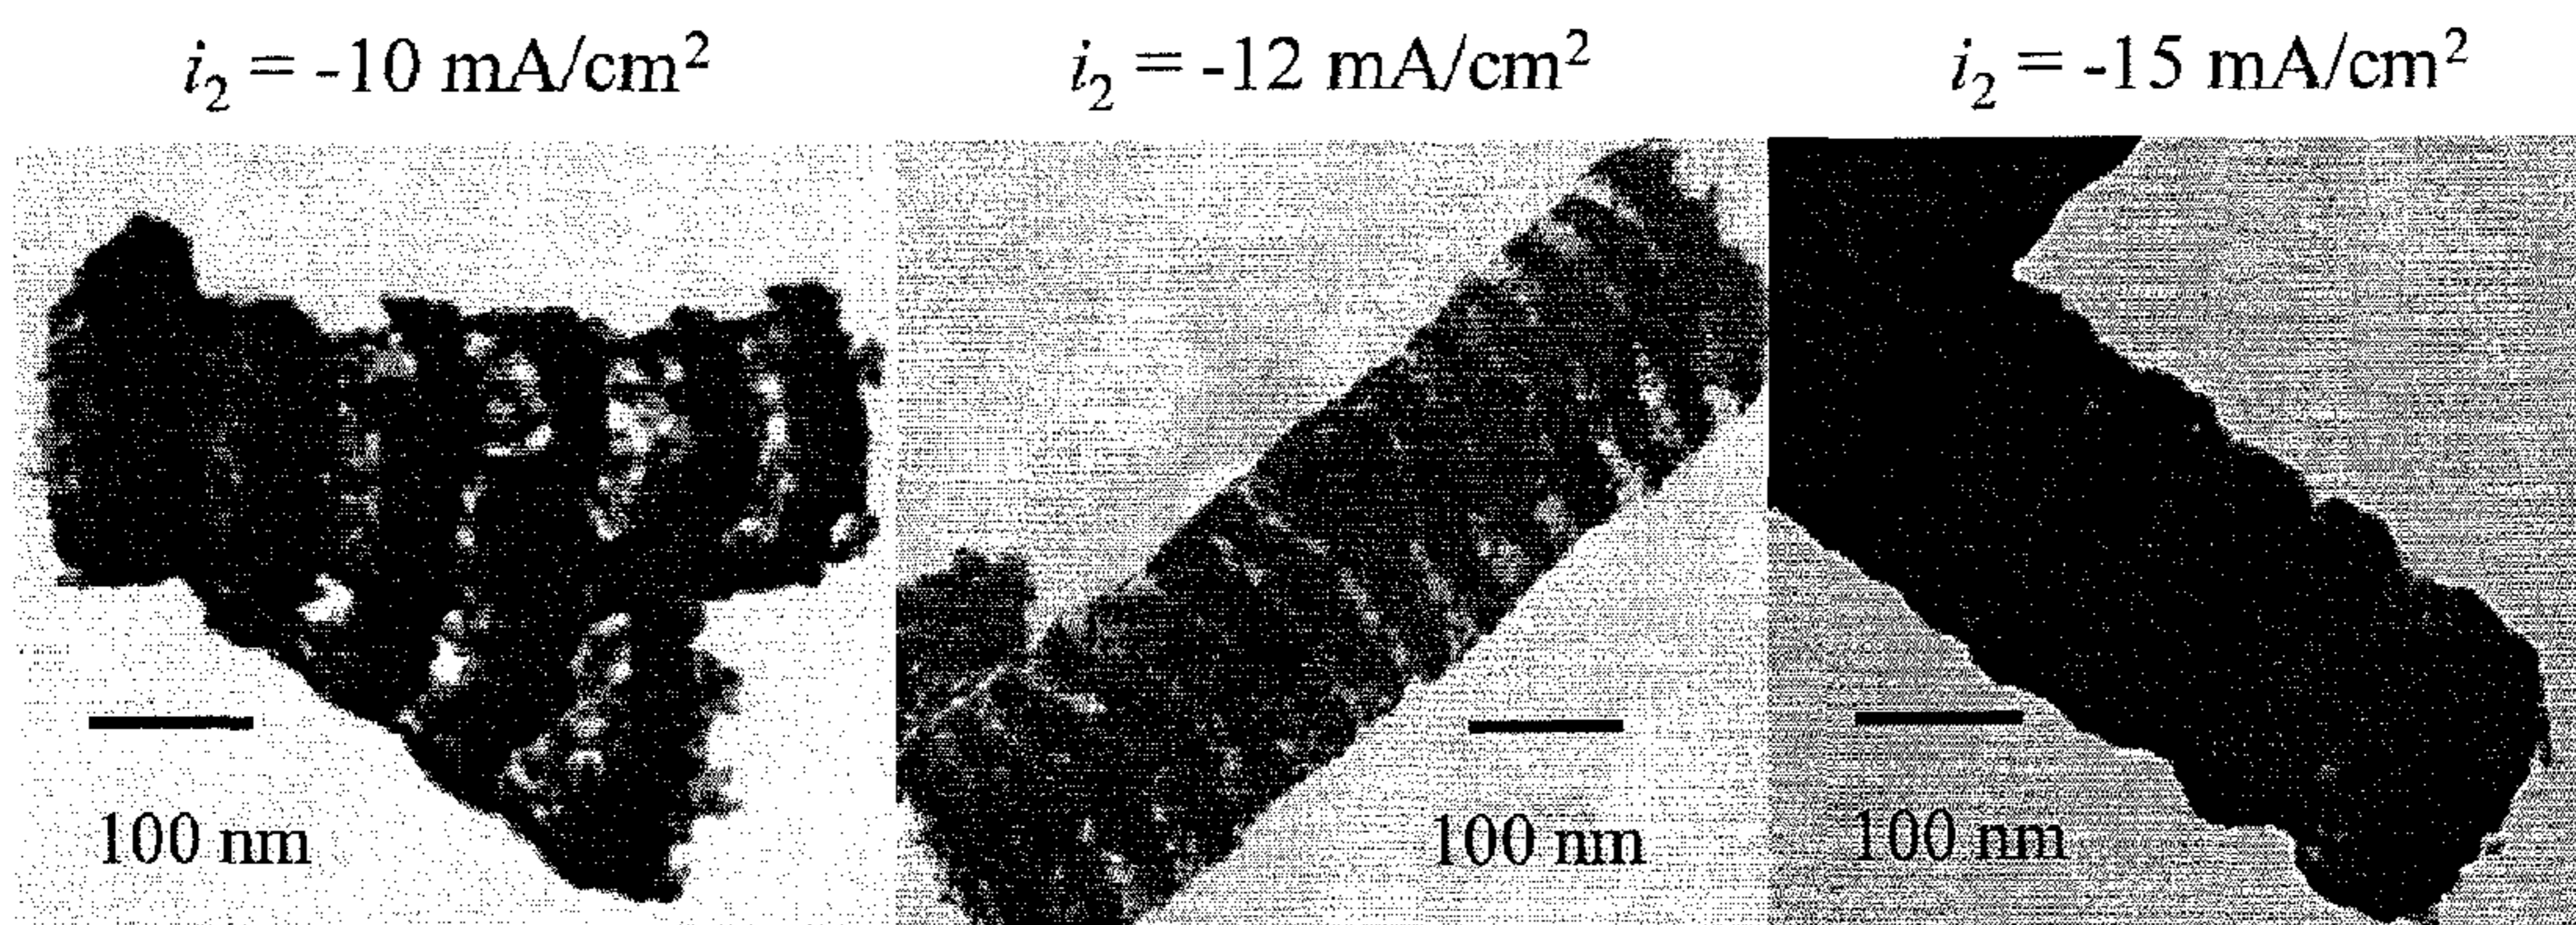 i₂ = -10 mA/cm²
i₂ = -12 mA/cm²
i₂ = -15 mA/cm²
100 nm
100 nm
100 nm